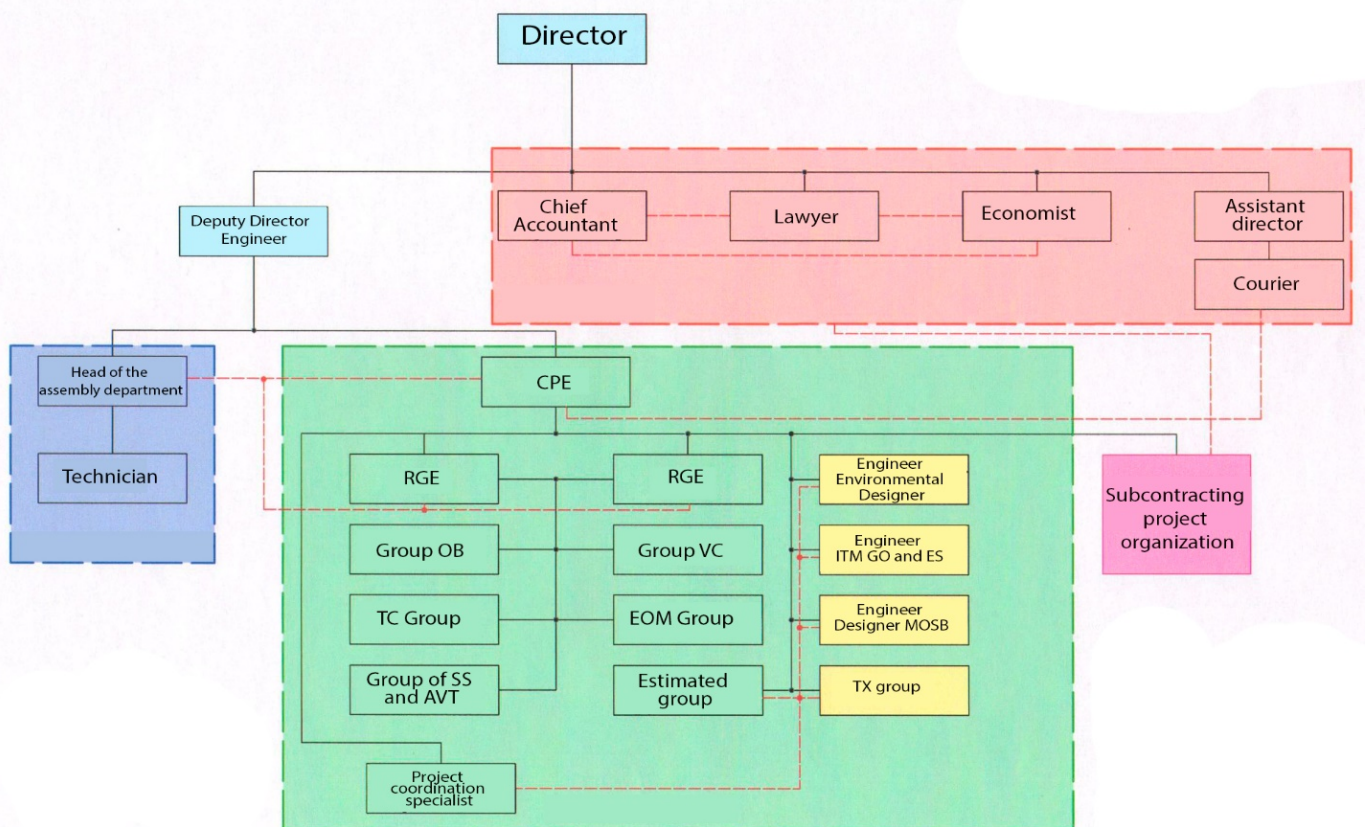 Director
Deputy Director
Engineer
Chief
Accountant
Lawyer
Economist
Assistant
director
Courier
Head of the
assembly department
Technician
CPE
RGE
RGE
Engineer
Environmental
Designer
Subcontracting
project
organization
Group OB
Group VC
Engineer
ITM GO and ES
TC Group
EOM Group
Engineer
Designer MOSB
Group of SS
and AVT
Estimated
group
TX group
Project
coordination
specialist